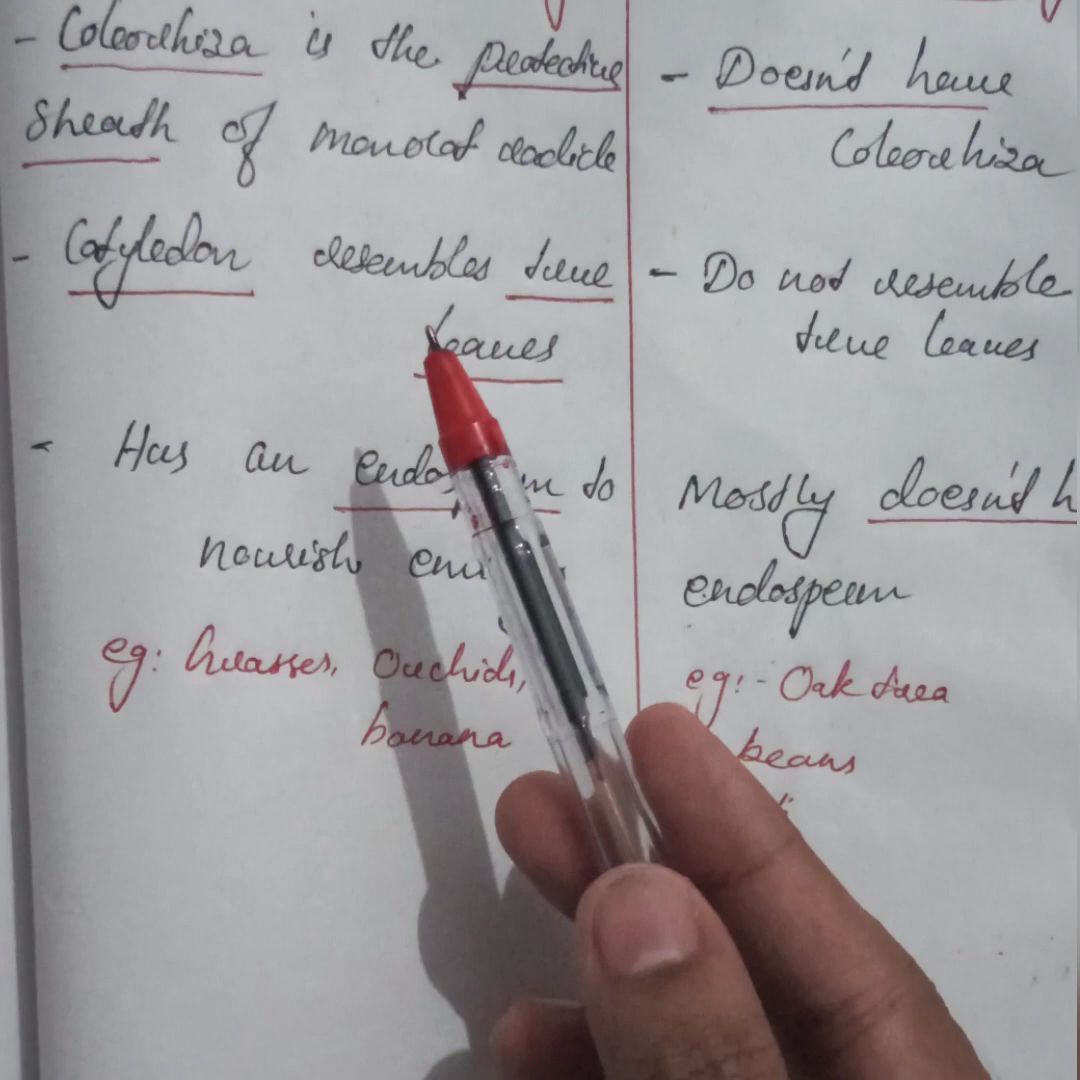 - Coleorhiza is the protective
sheath of monocot radicle
- Cotyledon resembles true
leaves
- Has an to
nourish
eg: Grasses, Orchids,
banana
- Doesn't have
Coleorhiza
- Do not resemble
true leaves
Mostly doesn't h
endosperm
eg:- Oak tree
beans